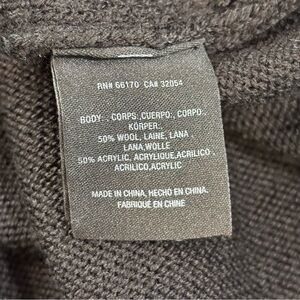 RN# 66170 CA# 32054
BODY:, CORPS:,CUERPO:, CORPO:,
KÖRPER:,
50% WOOL, LAINE, LANA,
LANA,WOLLE
50% ACRYLIC, ACRYLIQUE,ACRILICO,
ACRILICO,ACRYLIC
MADE IN CHINA, HECHO EN CHINA.
FABRIQUÉ EN CHINE